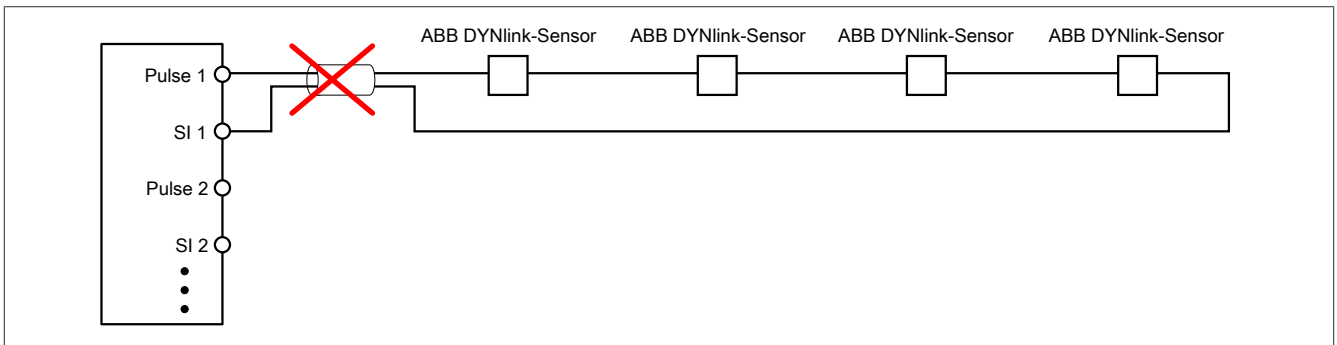 ABB DYNlink-Sensor ABB DYNlink-Sensor ABB DYNlink-Sensor ABB DYNlink-Sensor
Pulse 1
SI 1
Pulse 2
SI 2